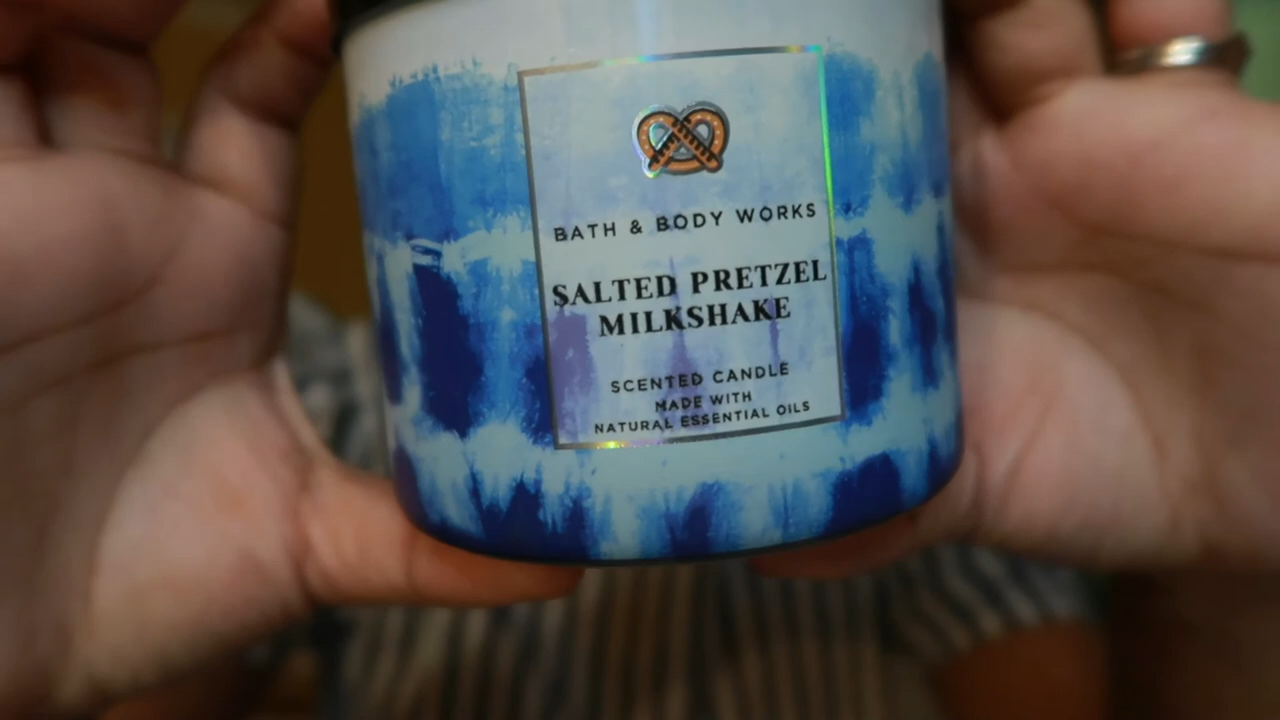 BATH & BODY WORKS
SALTED PRETZEL
MILKSHAKE
SCENTED CANDLE
MADE WITH
NATURAL ESSENTIAL OILS